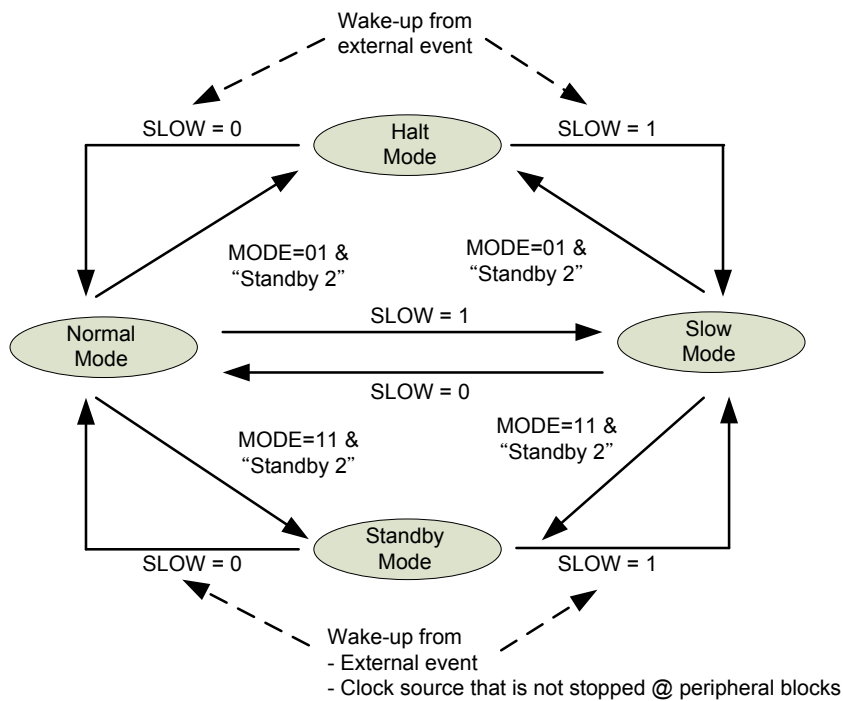 Wake-up from
external event
SLOW = 0
Halt
Mode
SLOW = 1
MODE=01 &
“Standby 2”
MODE=01 &
“Standby 2”
Normal
Mode
SLOW = 1
Slow
Mode
SLOW = 0
MODE=11 &
“Standby 2”
MODE=11 &
“Standby 2”
Standby
Mode
SLOW = 0
SLOW = 1
Wake-up from
- External event
- Clock source that is not stopped @ peripheral blocks